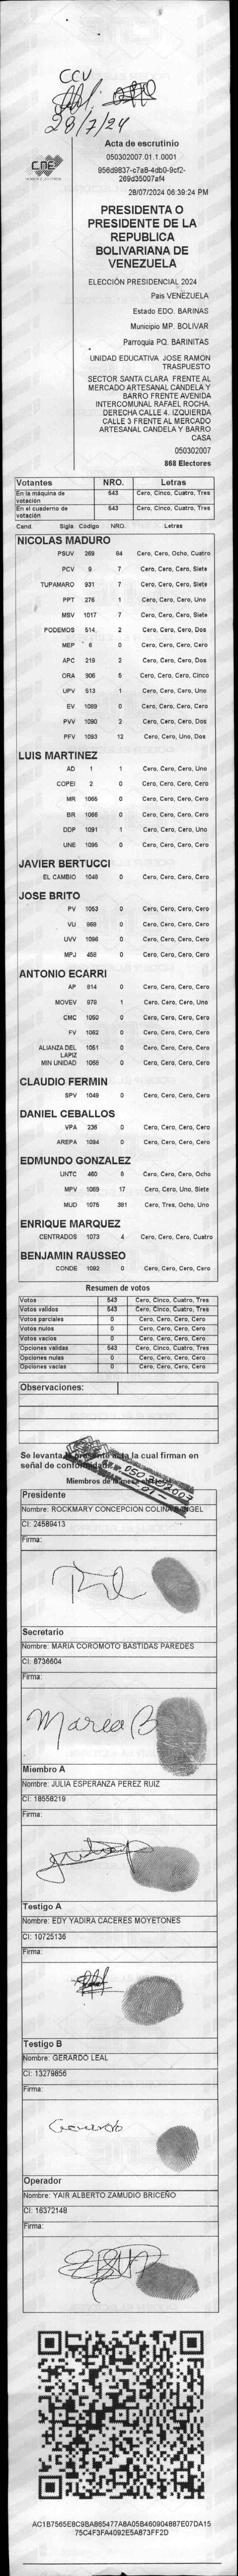 CCV
28/7/24
CNE
Acta de escrutinio
050302007.01.1.0001
956d9837-c7a8-4db0-9cf2-
269d35007af4
28/07/2024 06:39:24 PM
PRESIDENTA O
PRESIDENTE DE LA
REPUBLICA
BOLIVARIANA DE
VENEZUELA
ELECCIÓN PRESIDENCIAL 2024
Pais VENEZUELA
Estado EDO. BARINAS
Municipio MP. BOLIVAR
Parroquia PQ. BARINITAS
UNIDAD EDUCATIVA JOSE RAMON
TRASPUESTO
SECTOR SANTA CLARA FRENTE AL
MERCADO ARTESANAL CANDELA Y
BARRO FRENTE AVENIDA
INTERCOMUNAL RAFAEL ROCHA.
DERECHA CALLE 4. IZQUIERDA
CALLE 3 FRENTE AL MERCADO
ARTESANAL CANDELA Y BARRO
CASA
050302007
868 Electores
Votantes NRO. Letras
En la máquina de votación 543 Cero, Cinco, Cuatro, Tres
En el cuaderno de votación 543 Cero, Cinco, Cuatro, Tres
Cand. Sigla Código NRO. Letras
NICOLAS MADURO
PSUV 269 84 Cero, Cero, Ocho, Cuatro
PCV 9 7 Cero, Cero, Cero, Siete
TUPAMARO 931 7 Cero, Cero, Cero, Siete
PPT 276 1 Cero, Cero, Cero, Uno
MSV 1017 7 Cero, Cero, Cero, Siete
PODEMOS 514 2 Cero, Cero, Cero, Dos
MEP 6 0 Cero, Cero, Cero, Cero
APC 219 2 Cero, Cero, Cero, Dos
ORA 306 5 Cero, Cero, Cero, Cinco
UPV 513 1 Cero, Cero, Cero, Uno
EV 1089 0 Cero, Cero, Cero, Cero
PVV 1090 2 Cero, Cero, Cero, Dos
PFV 1093 12 Cero, Cero, Uno, Dos
LUIS MARTINEZ
AD 1 1 Cero, Cero, Cero, Uno
COPEI 2 0 Cero, Cero, Cero, Cero
MR 1065 0 Cero, Cero, Cero, Cero
BR 1066 0 Cero, Cero, Cero, Cero
DDP 1091 1 Cero, Cero, Cero, Uno
UNE 1095 0 Cero, Cero, Cero, Cero
JAVIER BERTUCCI
EL CAMBIO 1048 0 Cero, Cero, Cero, Cero
JOSE BRITO
PV 1053 0 Cero, Cero, Cero, Cero
VU 968 0 Cero, Cero, Cero, Cero
UVV 1096 0 Cero, Cero, Cero, Cero
MPJ 458 0 Cero, Cero, Cero, Cero
ANTONIO ECARRI
AP 814 0 Cero, Cero, Cero, Cero
MOVEV 978 1 Cero, Cero, Cero, Uno
CMC 1050 0 Cero, Cero, Cero, Cero
FV 1062 0 Cero, Cero, Cero, Cero
ALIANZA DEL LAPIZ 1051 0 Cero, Cero, Cero, Cero
MIN UNIDAD 1068 0 Cero, Cero, Cero, Cero
CLAUDIO FERMIN
SPV 1049 0 Cero, Cero, Cero, Cero
DANIEL CEBALLOS
VPA 236 0 Cero, Cero, Cero, Cero
AREPA 1094 0 Cero, Cero, Cero, Cero
EDMUNDO GONZALEZ
UNTC 460 8 Cero, Cero, Cero, Ocho
MPV 1069 17 Cero, Cero, Uno, Siete
MUD 1075 381 Cero, Tres, Ocho, Uno
ENRIQUE MARQUEZ
CENTRADOS 1073 4 Cero, Cero, Cero, Cuatro
BENJAMIN RAUSSEO
CONDE 1092 0 Cero, Cero, Cero, Cero
Resumen de votos
Votos 543 Cero, Cinco, Cuatro, Tres
Votos validos 543 Cero, Cinco, Cuatro, Tres
Votos parciales 0 Cero, Cero, Cero, Cero
Votos nulos 0 Cero, Cero, Cero, Cero
Votos vacios 0 Cero, Cero, Cero, Cero
Opciones validas 543 Cero, Cinco, Cuatro, Tres
Opciones nulas 0 Cero, Cero, Cero, Cero
Opciones vacias 0 Cero, Cero, Cero, Cero
Observaciones:
Se levanta la acta la cual firman en
señal de conformidad
Miembros de
Presidente
Nombre: ROCKMARY CONCEPCION COLINA RANGEL
CI: 24589413
Firma:
Secretario
Nombre: MARIA COROMOTO BASTIDAS PAREDES
CI: 8736604
Firma:
Marea B
Miembro A
Nombre: JULIA ESPERANZA PEREZ RUIZ
CI: 18558219
Firma:
Testigo A
Nombre: EDY YADIRA CACERES MOYETONES
CI: 10725136
Firma:
Testigo B
Nombre: GERARDO LEAL
CI: 13279856
Firma:
Gerardo
Operador
Nombre: YAIR ALBERTO ZAMUDIO BRICEÑO
CI: 16372148
Firma:
AC1B7565E8C9BA865477A8A05B460904887E07DA15
75C4F3FA4092E5A873FF2D